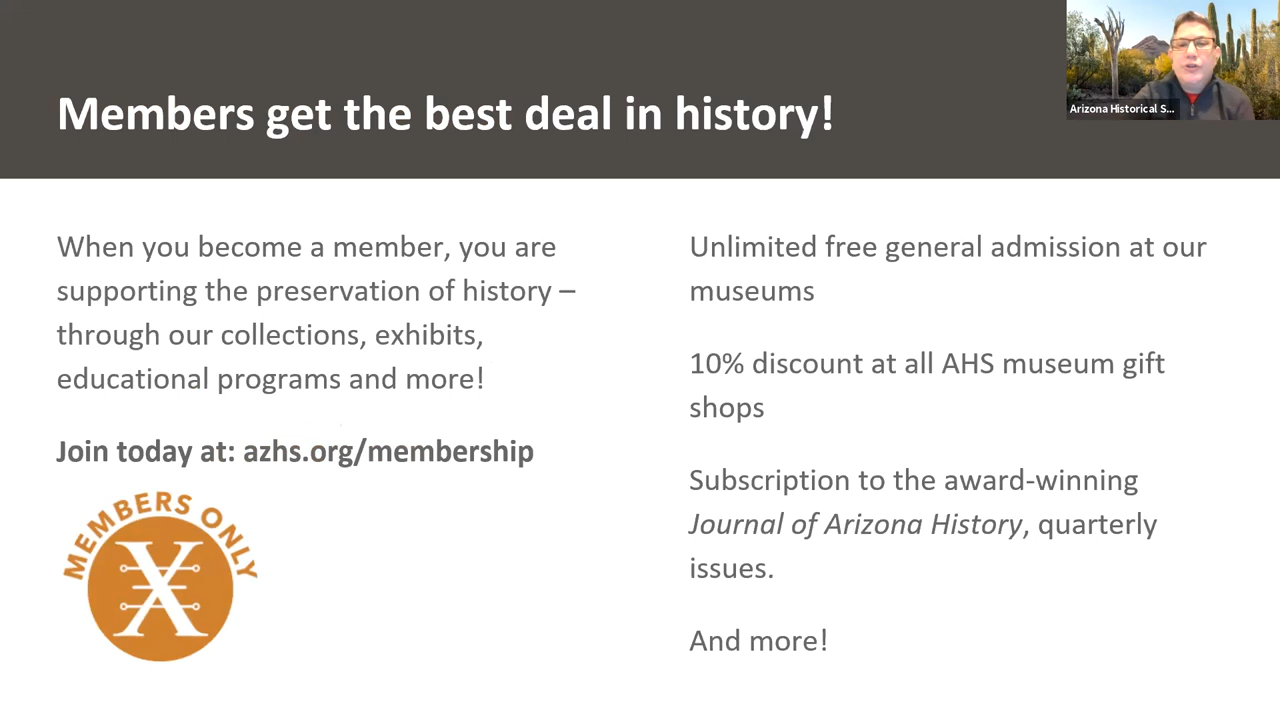 Members get the best deal in history!
Arizona Historical S...
When you become a member, you are
supporting the preservation of history –
through our collections, exhibits,
educational programs and more!
Join today at: azhs.org/membership
MEMBERS ONLY
X
Unlimited free general admission at our
museums
10% discount at all AHS museum gift
shops
Subscription to the award-winning
Journal of Arizona History, quarterly
issues.
And more!